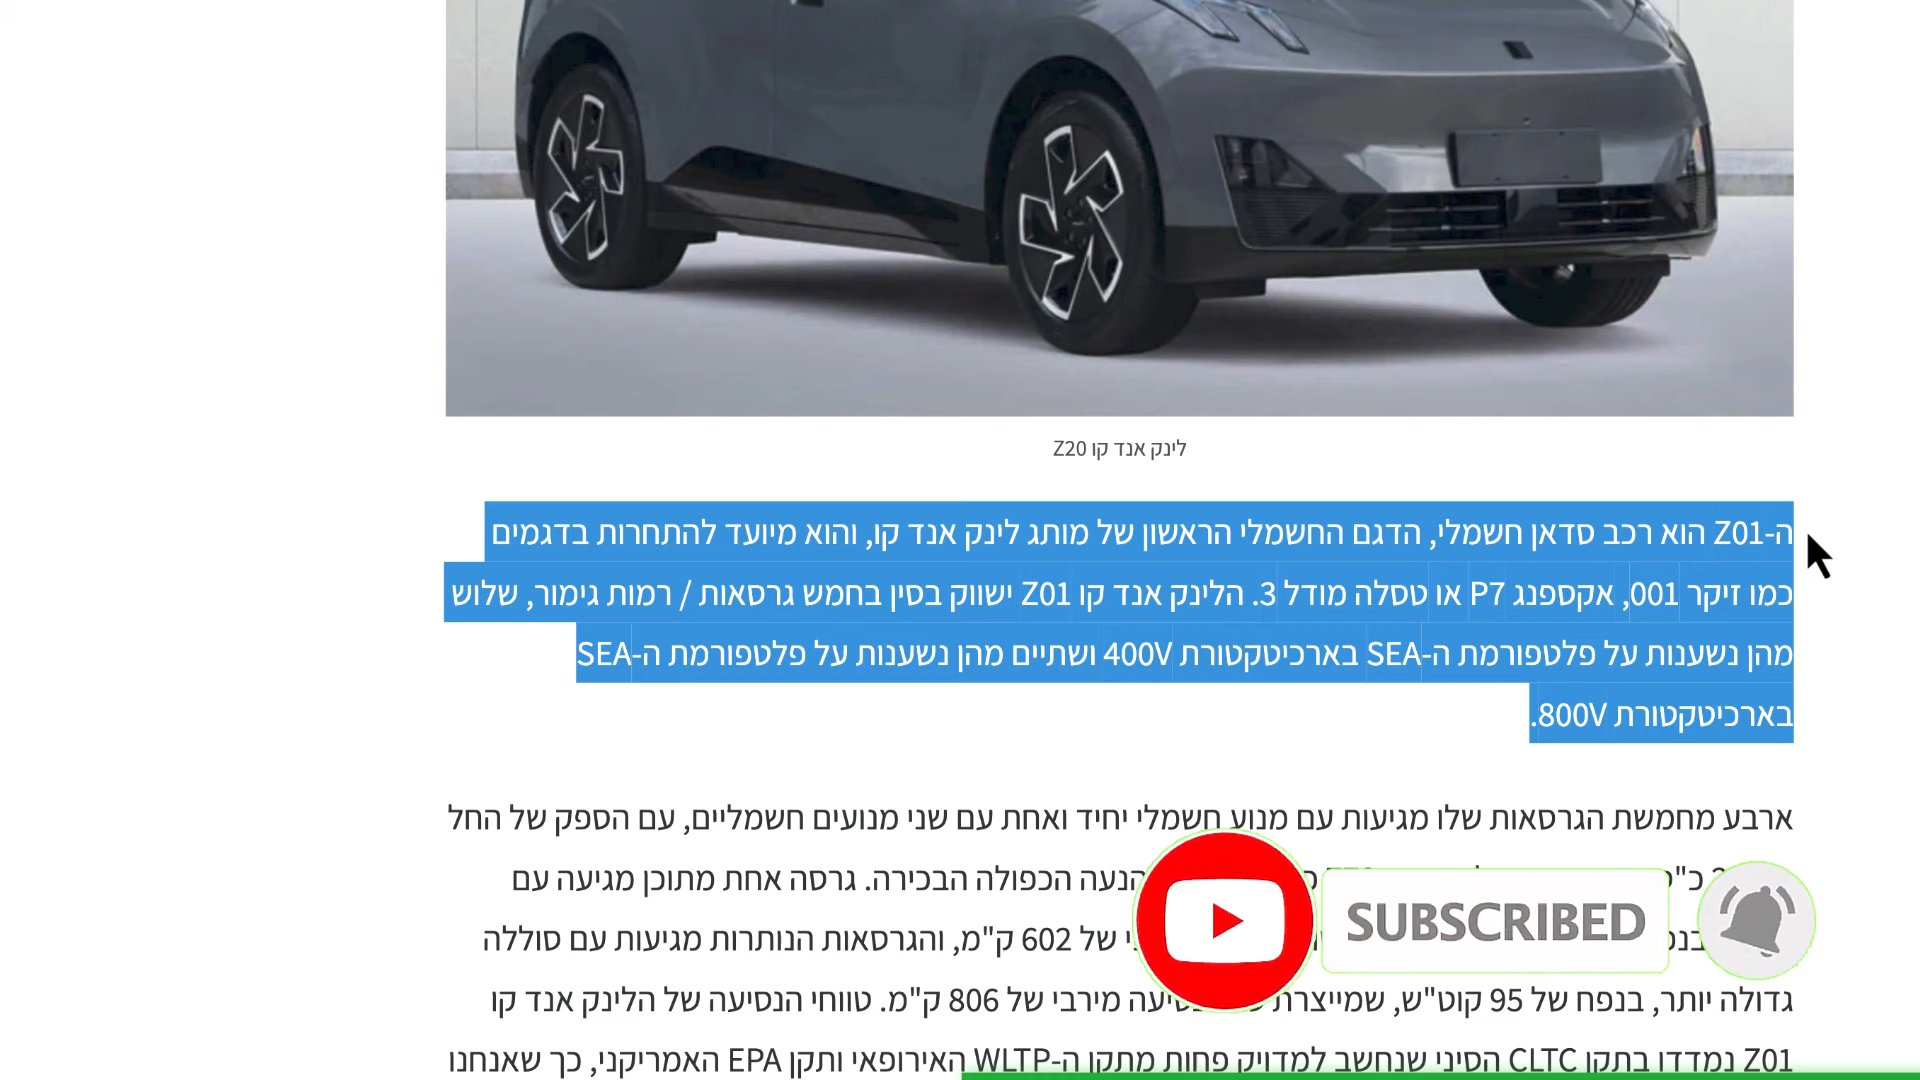 לינק אנד קו Z20
ה-Z01 הוא רכב סדאן חשמלי, הדגם החשמלי הראשון של מותג לינק אנד קו, והוא מיועד להתחרות בדגמים
כמו זיקר 001, אקספנג P7 או טסלה מודל 3. הלינק אנד קו Z01 ישווק בסין בחמש גרסאות / רמות גימור, שלוש
מהן נשענות על פלטפורמת ה-SEA בארכיטקטורת 400V ושתיים מהן נשענות על פלטפורמת ה-SEA
בארכיטקטורת 800V.
ארבע מחמשת הגרסאות שלו מגיעות עם מנוע חשמלי יחיד ואחת עם שני מנועים חשמליים, עם הספק של החל
הנעה הכפולה הבכירה. גרסה אחת מתוכן מגיעה עם
של 602 ק"מ, והגרסאות הנותרות מגיעות עם סוללה
SUBSCRIBED
גדולה יותר, בנפח של 95 קוט"ש, שמייצרת מירבי של 806 ק"מ. טווחי הנסיעה של הלינק אנד קו
Z01 נמדדו בתקן CLTC הסיני שנחשב למדויק פחות מתקן ה-WLTP האירופאי ותקן EPA האמריקני, כך שאנחנו